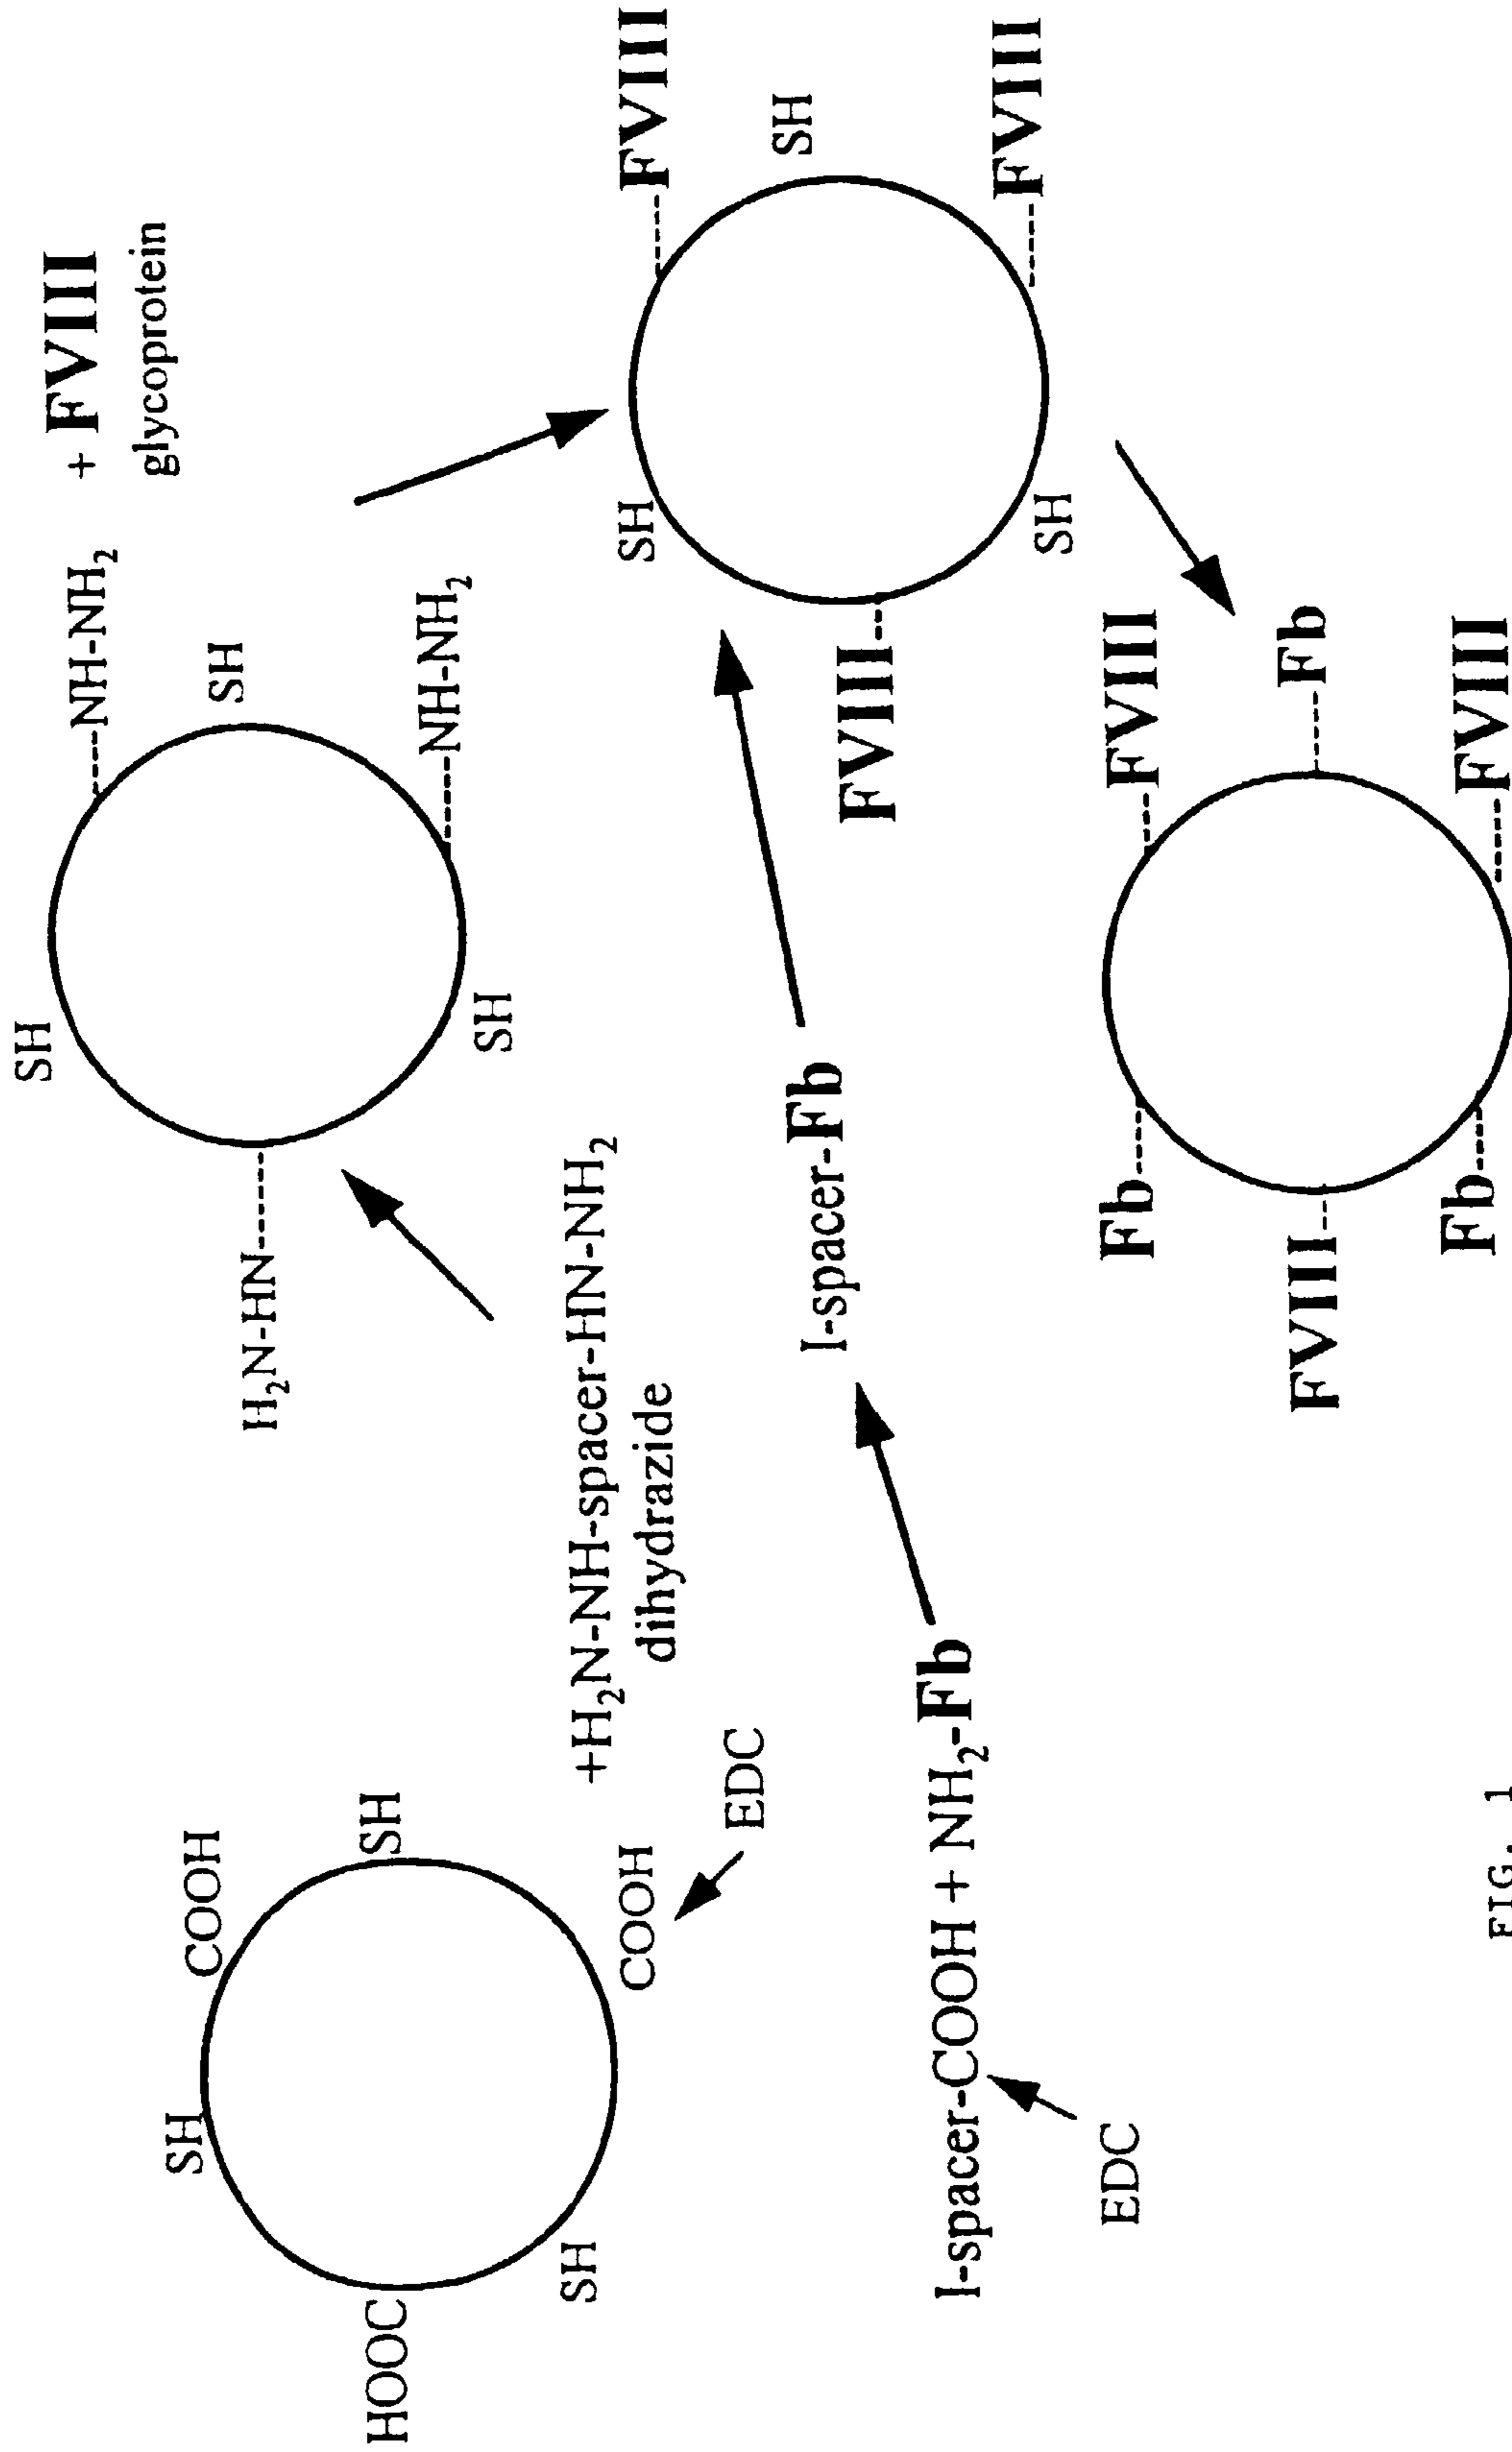 COOH
SH
SH
HOOC
SH
COOH
EDC
+H₂N-NH-spacer-HN-NH₂
dihydrazide
SH
NH-NH₂
SH
H₂N-HN
SH
NH-NH₂
+ FVIII
glycoprotein
I-spacer-COOH + NH₂-Fb
EDC
I-spacer-Fb
SH
FVIII
SH
FVIII
SH
FVIII
Fb
FVIII
FVIII
Fb
Fb
FVIII
FIG. 1